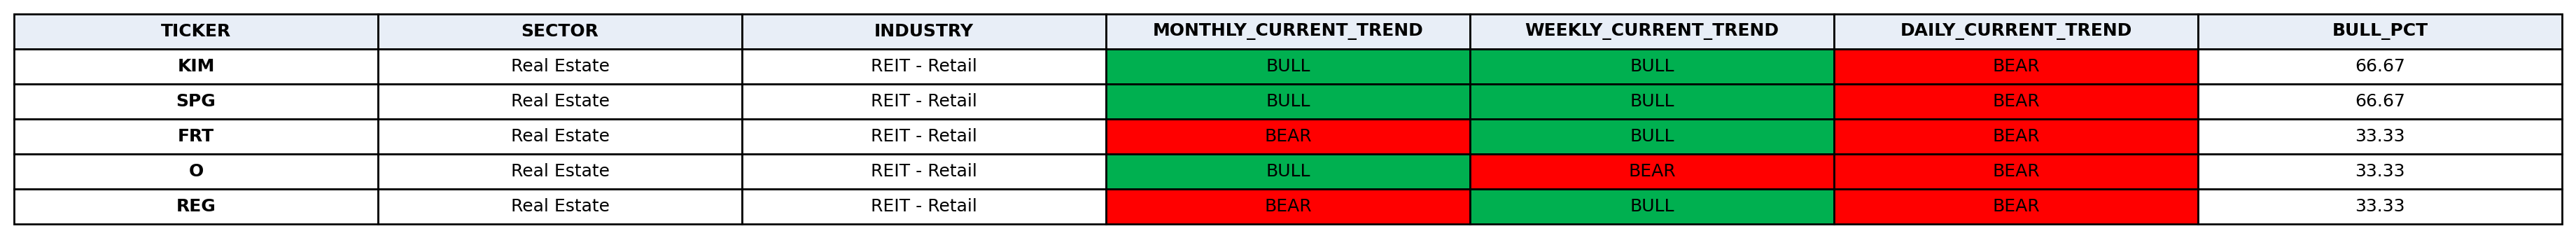 TICKER SECTOR INDUSTRY MONTHLY_CURRENT_TREND WEEKLY_CURRENT_TREND DAILY_CURRENT_TREND BULL_PCT
KIM Real Estate REIT - Retail BULL BULL BEAR 66.67
SPG Real Estate REIT - Retail BULL BULL BEAR 66.67
FRT Real Estate REIT - Retail BEAR BULL BEAR 33.33
O Real Estate REIT - Retail BULL BEAR BEAR 33.33
REG Real Estate REIT - Retail BEAR BULL BEAR 33.33